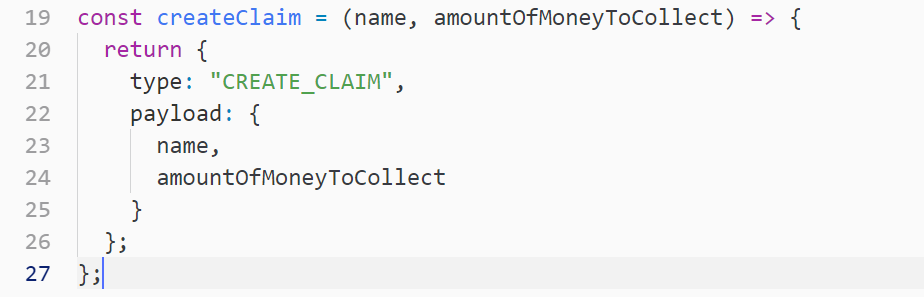 19 const createClaim = (name, amountOfMoneyToCollect) => {
20   return {
21     type: "CREATE_CLAIM",
22     payload: {
23       name,
24       amountOfMoneyToCollect
25     }
26   };
27 };